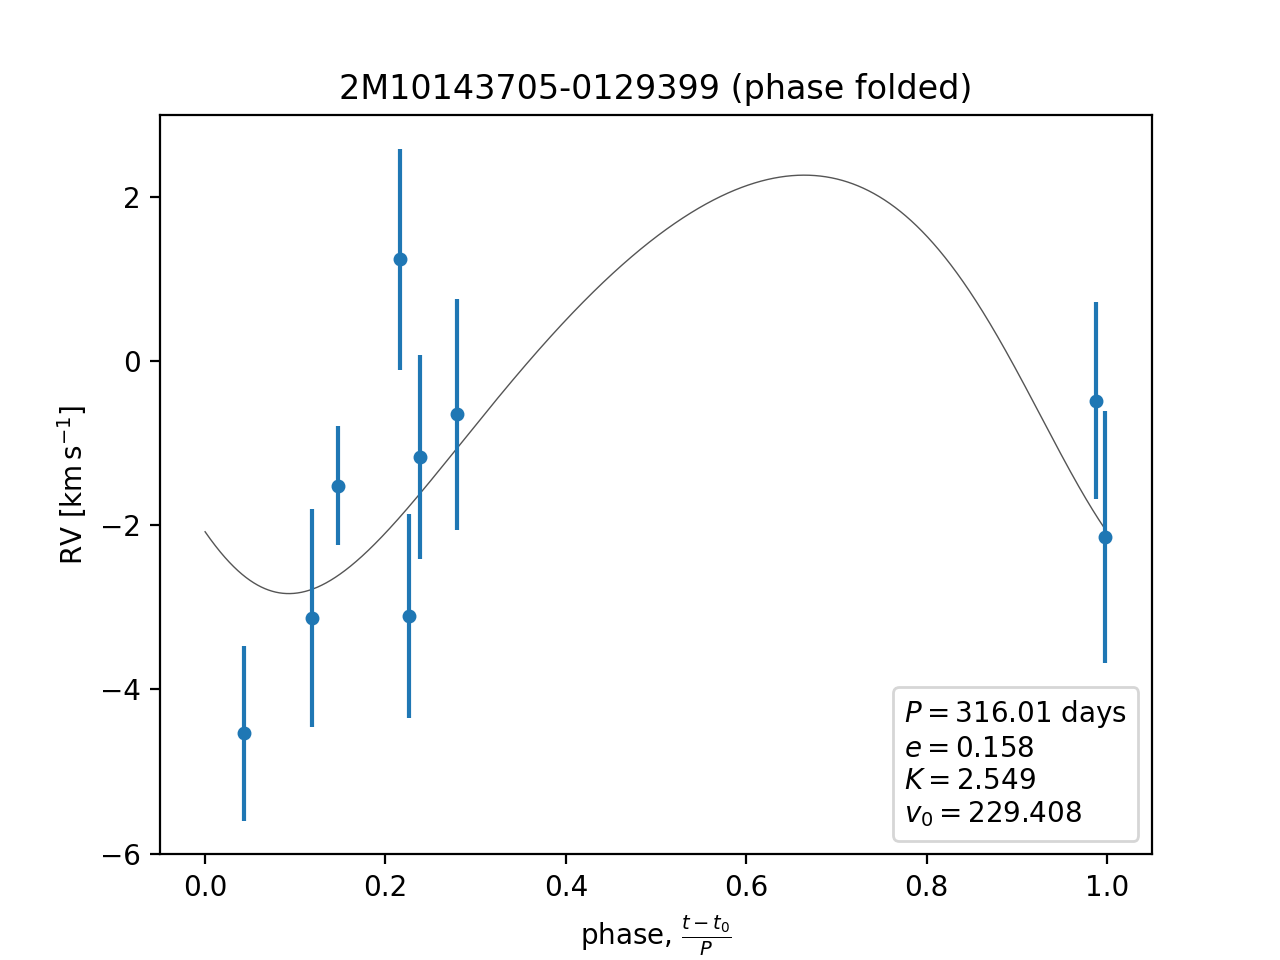 2M10143705-0129399 (phase folded)
2
0
−2
−4
−6
RV [km s⁻¹]
P = 316.01 days
e = 0.158
K = 2.549
v₀ = 229.408
0.0 0.2 0.4 0.6 0.8 1.0
phase, (t − t₀)/P